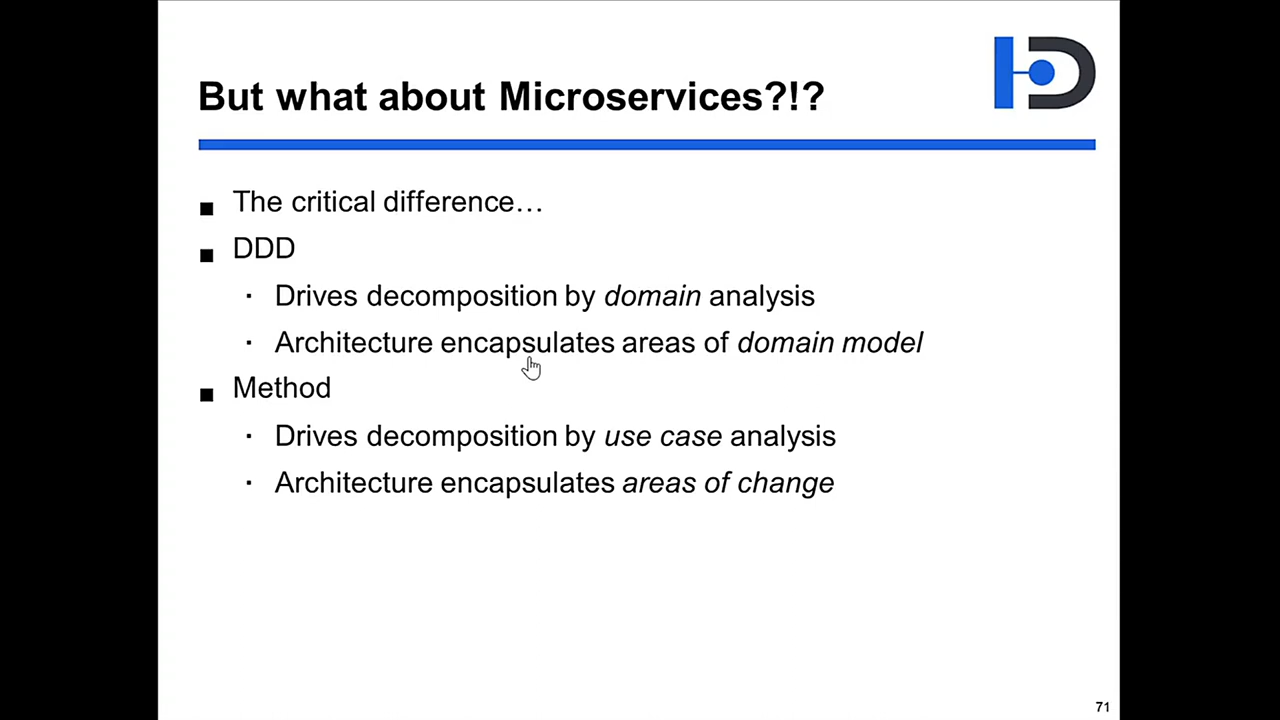 But what about Microservices?!?
The critical difference…
DDD
Drives decomposition by domain analysis
Architecture encapsulates areas of domain model
Method
Drives decomposition by use case analysis
Architecture encapsulates areas of change
71